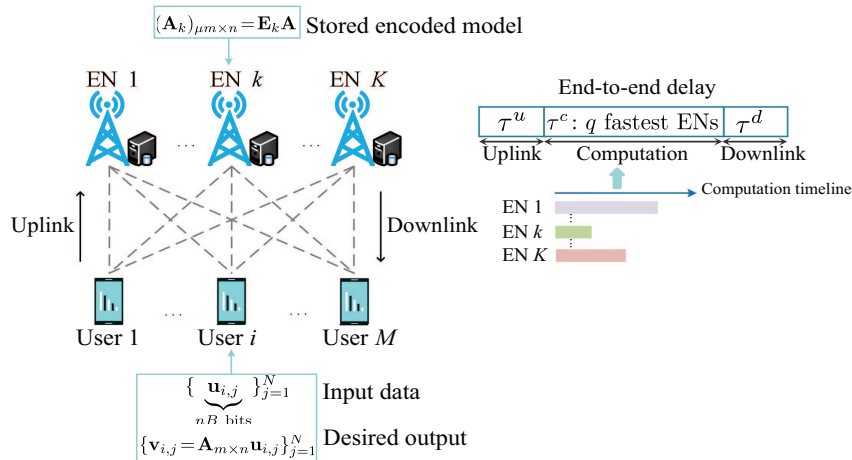 (𝐀ₖ)_{μm×n} = 𝐄ₖ𝐀 Stored encoded model
EN 1 EN k EN K
... ...
Uplink Downlink
User 1 ... User i ... User M
{ 𝐮_{i,j} }_{j=1}^{N} Input data
nB bits
{𝐯_{i,j} = 𝐀_{m×n}𝐮_{i,j}}_{j=1}^{N} Desired output
End-to-end delay
τ^u τ^c : q fastest ENs τ^d
Uplink Computation Downlink
Computation timeline
EN 1
EN k
EN K